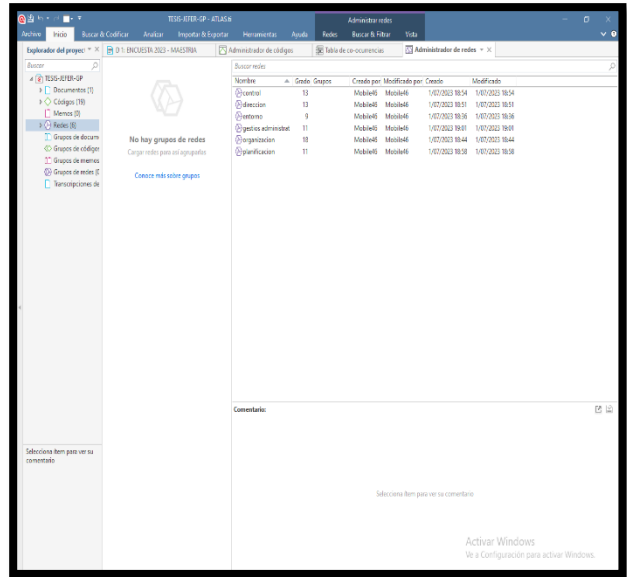 TESIS-JEFER-GP - ATLAS.ti
Administrar redes
Archivo Inicio Buscar & Codificar Analizar Importar & Exportar Herramientas Ayuda Redes Buscar & Filtrar Vista
Explorador del proyec
D 1: ENCUESTA 2023 - MAESTRIA
Administrador de códigos
Tabla de co-ocurrencias
Administrador de redes
Buscar
TESIS-JEFER-GP
Documentos (1)
Códigos (19)
Memos (0)
Redes (6)
Grupos de docum
Grupos de códigos
Grupos de memos
Grupos de redes (0
Transcripciones de
No hay grupos de redes
Cargar redes para así agruparlas
Conoce más sobre grupos
Buscar redes
Nombre Grado Grupos Creado por Modificado por Creado Modificado
control 13 Mobile46 Mobile46 1/07/2023 18:54 1/07/2023 18:54
direccion 13 Mobile46 Mobile46 1/07/2023 18:51 1/07/2023 18:51
entorno 9 Mobile46 Mobile46 1/07/2023 18:36 1/07/2023 18:36
gestios administrat 11 Mobile46 Mobile46 1/07/2023 19:01 1/07/2023 19:01
organizacion 18 Mobile46 Mobile46 1/07/2023 18:44 1/07/2023 18:44
planificacion 11 Mobile46 Mobile46 1/07/2023 18:58 1/07/2023 18:58
Comentario:
Selecciona ítem para ver su
comentario
Selecciona ítem para ver su comentario
Activar Windows
Ve a Configuración para activar Windows.